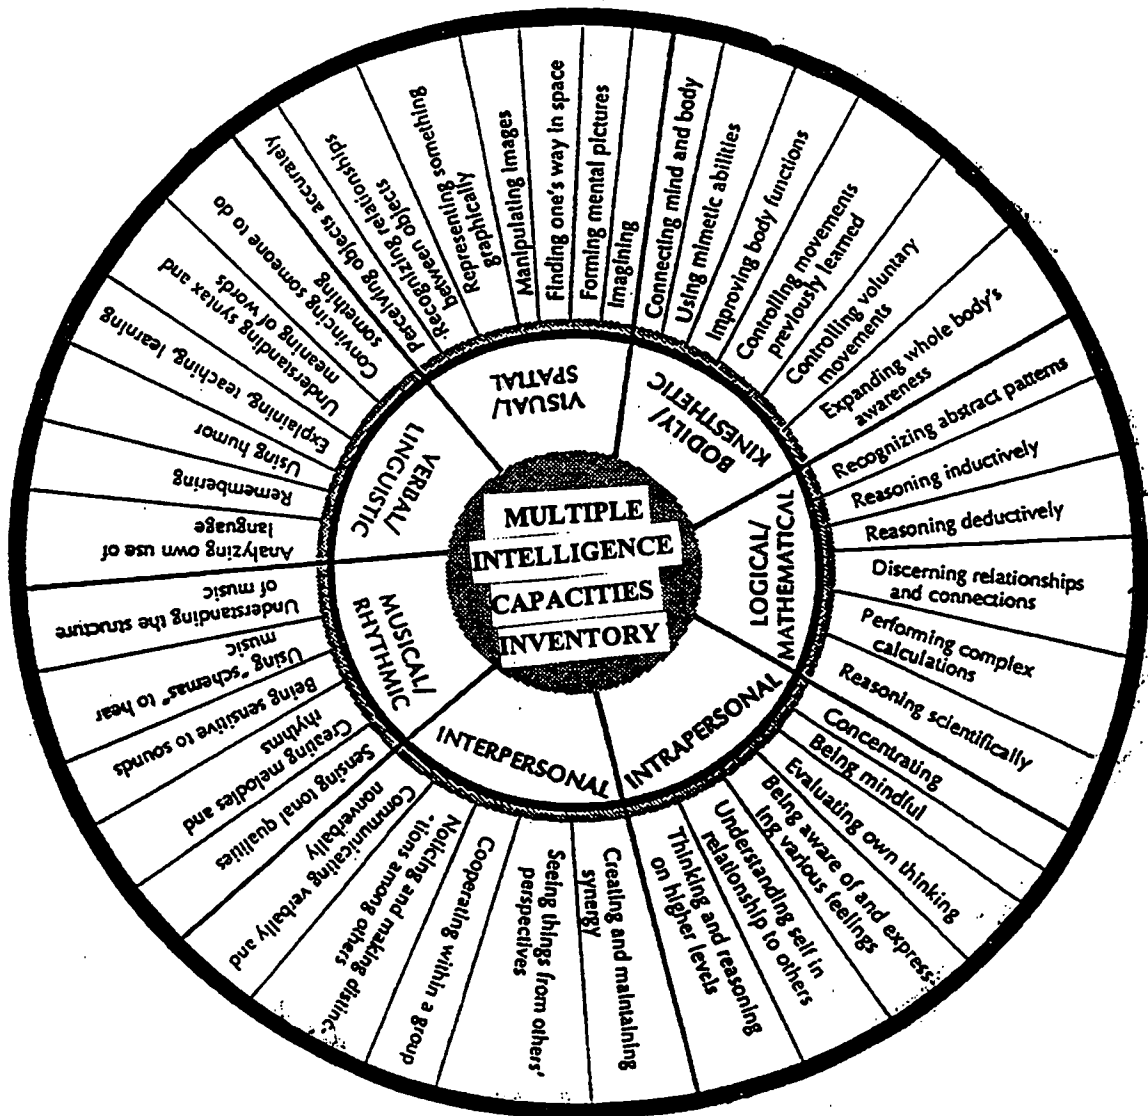 MULTIPLE
INTELLIGENCE
CAPACITIES
INVENTORY
VISUAL/
SPATIAL
Perceiving objects accurately
Recognizing relationships
between objects
Representing something
graphically
Manipulating images
Finding one's way in space
Forming mental pictures
Imagining
BODILY/
KINESTHETIC
Connecting mind and body
Using mimetic abilities
Improving body functions
Controlling movements
previously learned
Controlling voluntary
movements
Expanding whole body's
awareness
LOGICAL/
MATHEMATICAL
Recognizing abstract patterns
Reasoning inductively
Reasoning deductively
Discerning relationships
and connections
Performing complex
calculations
Reasoning scientifically
INTRAPERSONAL
Concentrating
Being mindful
Evaluating own thinking
Being aware of and express-
ing various feelings
Understanding self in
relationship to others
Thinking and reasoning
on higher levels
INTERPERSONAL
Creating and maintaining
synergy
Seeing things from others'
perspectives
Cooperating within a group
Noticing and making distinc-
tions among others
Communicating verbally and
nonverbally
MUSICAL/
RHYTHMIC
Sensing tonal qualities
Creating melodies and
rhythms
Being sensitive to sounds
Using "schemas" to hear
music
Understanding the structure
of music
VERBAL/
LINGUISTIC
Analyzing own use of
language
Remembering
Using humor
Explaining, teaching, learning
Understanding syntax and
meaning of words
Convincing someone to do
something